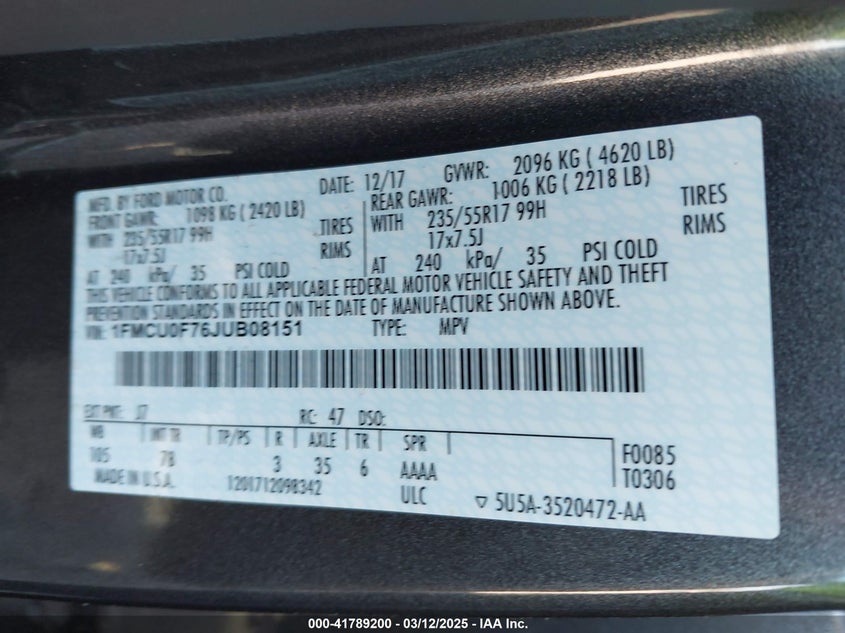 MFD. BY FORD MOTOR CO. DATE: 12/17 GVWR: 2096 KG ( 4620 LB)
FRONT GAWR: 1098 KG ( 2420 LB) REAR GAWR: 1006 KG ( 2218 LB)
WITH 235/55R17 99H TIRES WITH 235/55R17 99H TIRES
17x7.5J RIMS 17x7.5J RIMS
AT 240 kPa/ 35 PSI COLD AT 240 kPa/ 35 PSI COLD
THIS VEHICLE CONFORMS TO ALL APPLICABLE FEDERAL MOTOR VEHICLE SAFETY AND THEFT
PREVENTION STANDARDS IN EFFECT ON THE DATE OF MANUFACTURE SHOWN ABOVE.
VIN: 1FMCU0F76JUB08151 TYPE: MPV
EXT PNT: J7 RC: 47 DSO:
WB INT TR TP/PS R AXLE TR SPR F0085
105 78 3 35 6 AAAA T0306
MADE IN U.S.A. 1201712098342 ULC ▽ 5U5A-3520472-AA
000-41789200 - 03/12/2025 - IAA Inc.